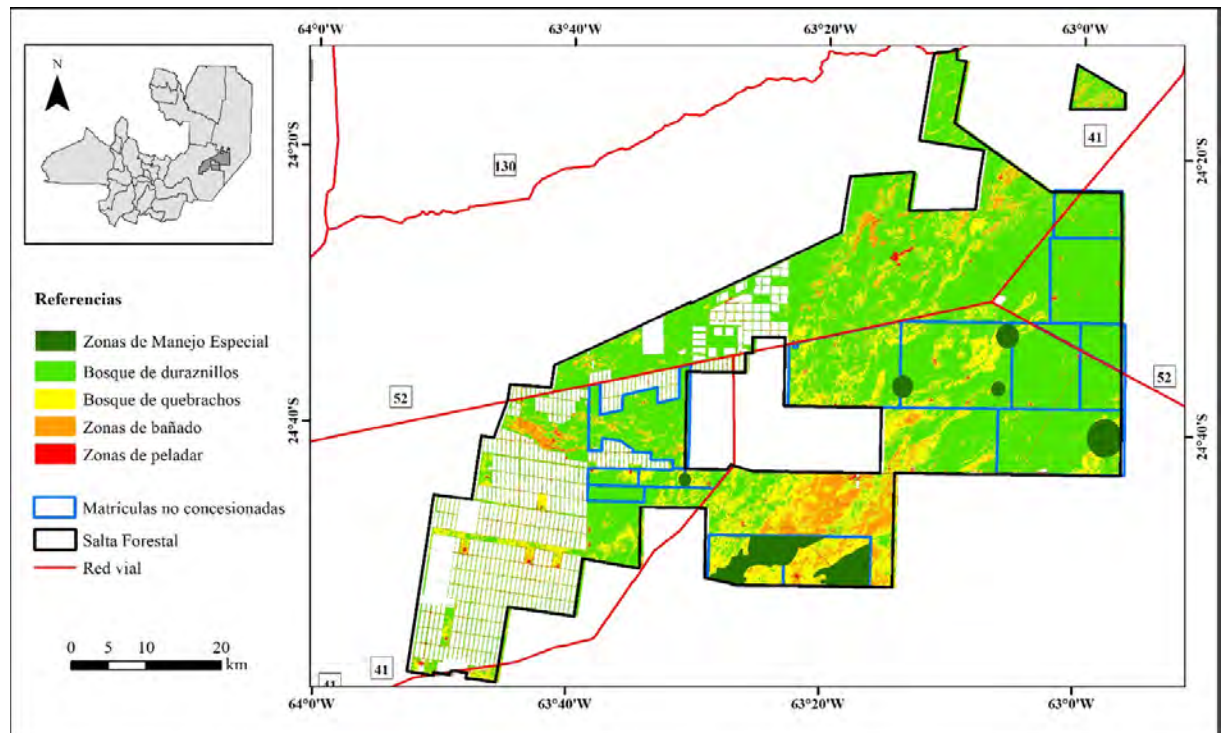 64°0'W 63°40'W 63°20'W 63°0'W
N
24°20'S
24°20'S
130
41
Referencias
Zonas de Manejo Especial
Bosque de duraznillos
Bosque de quebrachos
Zonas de bañado
Zonas de peladar
Matrículas no concesionadas
Salta Forestal
Red vial
52
52
24°40'S
24°40'S
0 5 10 20
km
41
41
64°0'W 63°40'W 63°20'W 63°0'W